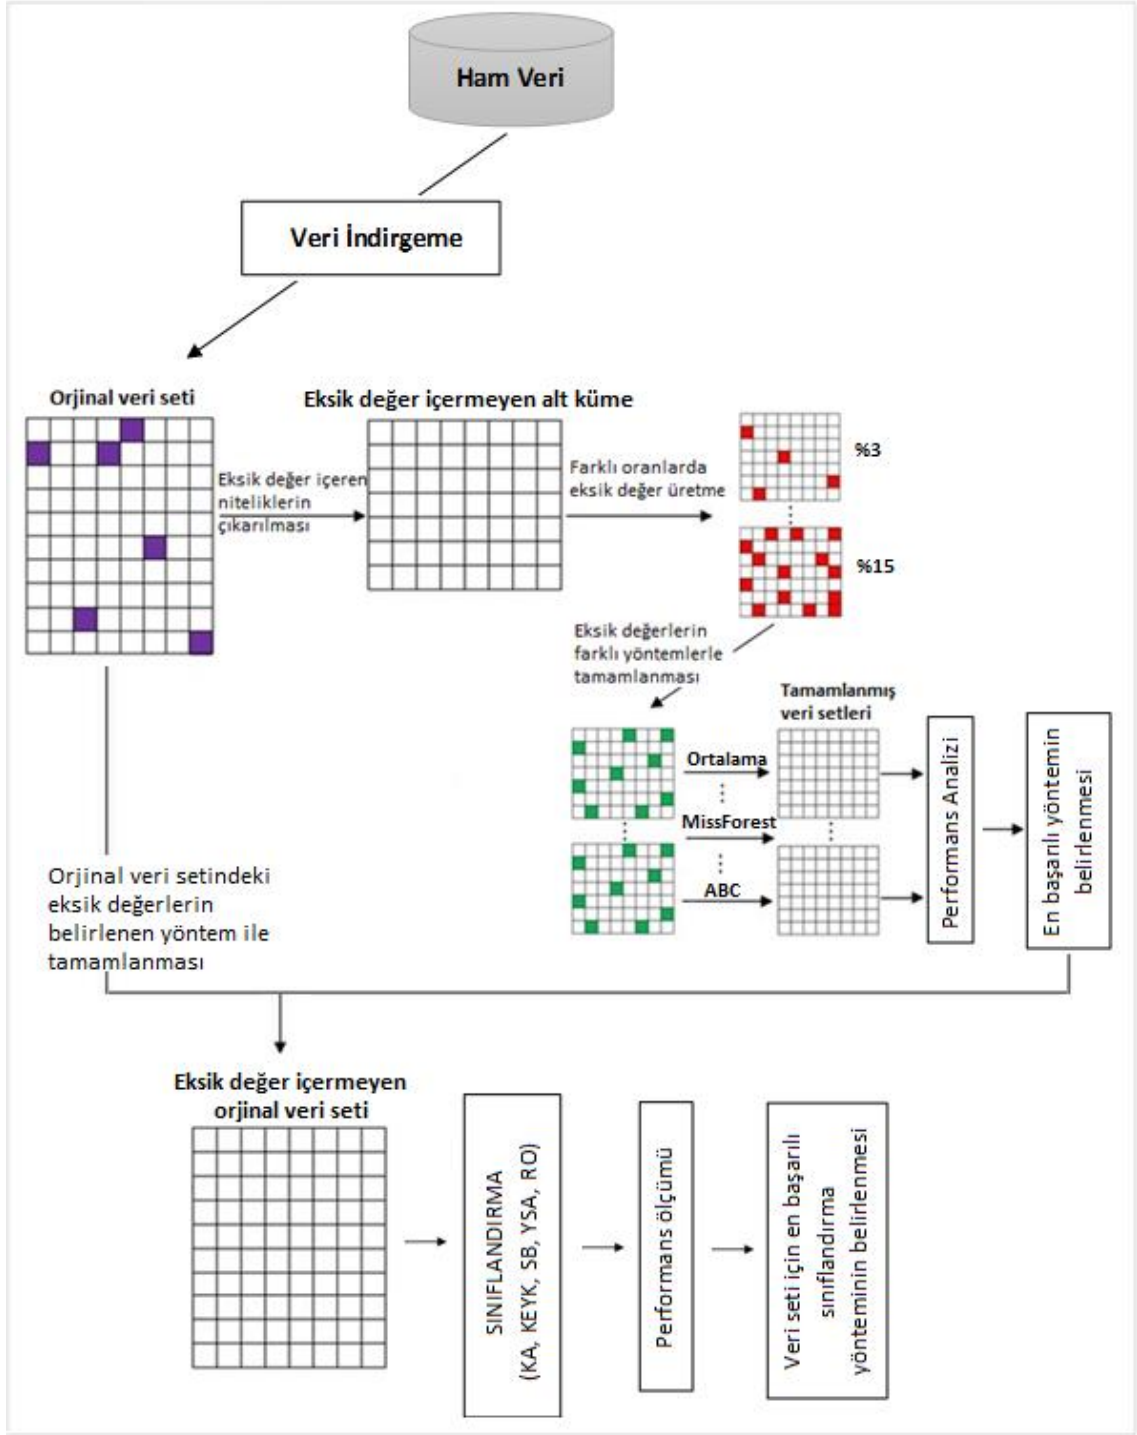 Ham Veri
Veri İndirgeme
Orjinal veri seti
Eksik değer içermeyen alt küme
Eksik değer içeren
niteliklerin
çıkarılması
Farklı oranlarda
eksik değer üretme
%3
%15
Eksik değerlerin
farklı yöntemlerle
tamamlanması
Tamamlanmış
veri setleri
Ortalama
MissForest
ABC
Performans Analizi
En başarılı yöntemin
belirlenmesi
Orjinal veri setindeki
eksik değerlerin
belirlenen yöntem ile
tamamlanması
Eksik değer içermeyen
orjinal veri seti
SINIFLANDIRMA
(KA, KEYK, SB, YSA, RO)
Performans ölçümü
Veri seti için en başarılı
sınıflandırma
yönteminin belirlenmesi